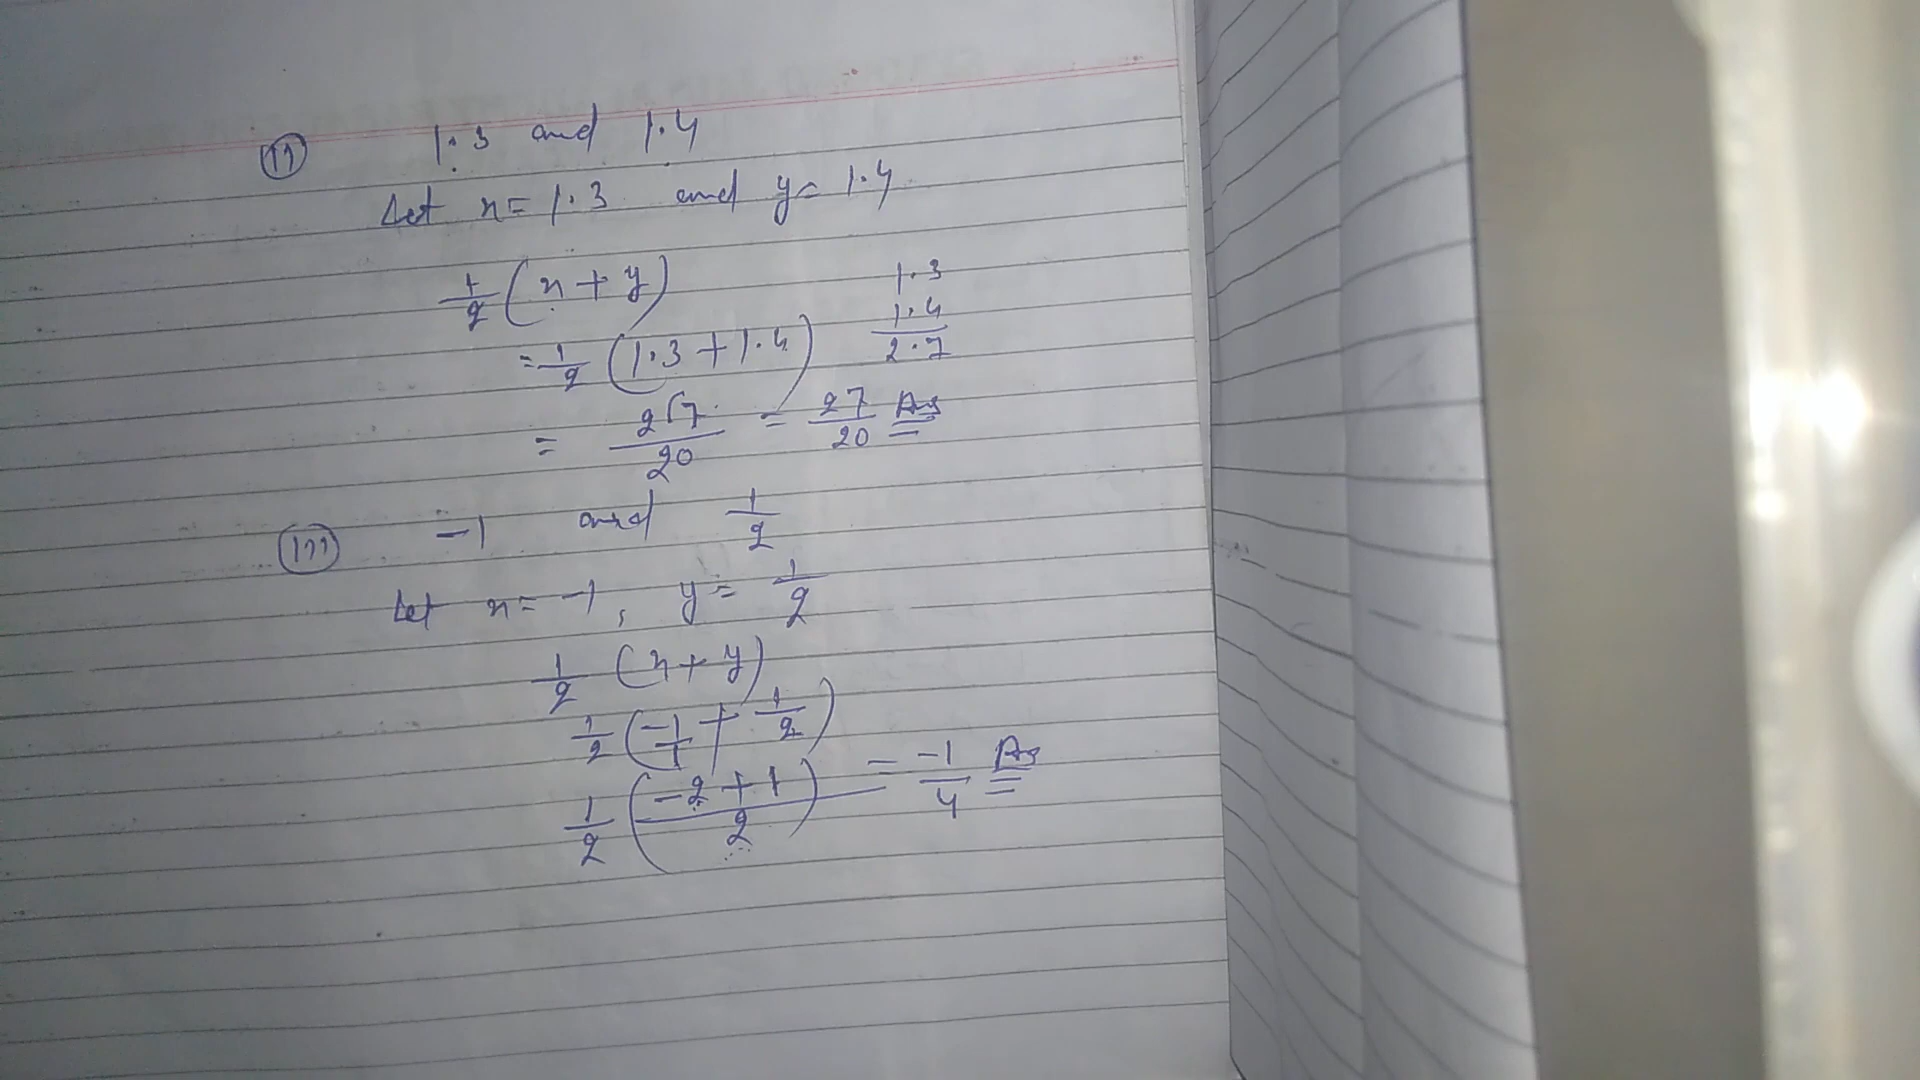 (ii) 1.3 and 1.4
Let x = 1.3 and y = 1.4
1/2 (x + y)
= 1/2 (1.3 + 1.4)
1.3
1.4
2.7
= 27/20 = 27/20 Ans
(iii) -1 and 1/2
Let x = -1, y = 1/2
1/2 (x + y)
1/2 (-1/1 + 1/2)
1/2 (-2 + 1/2) = -1/4 Ans